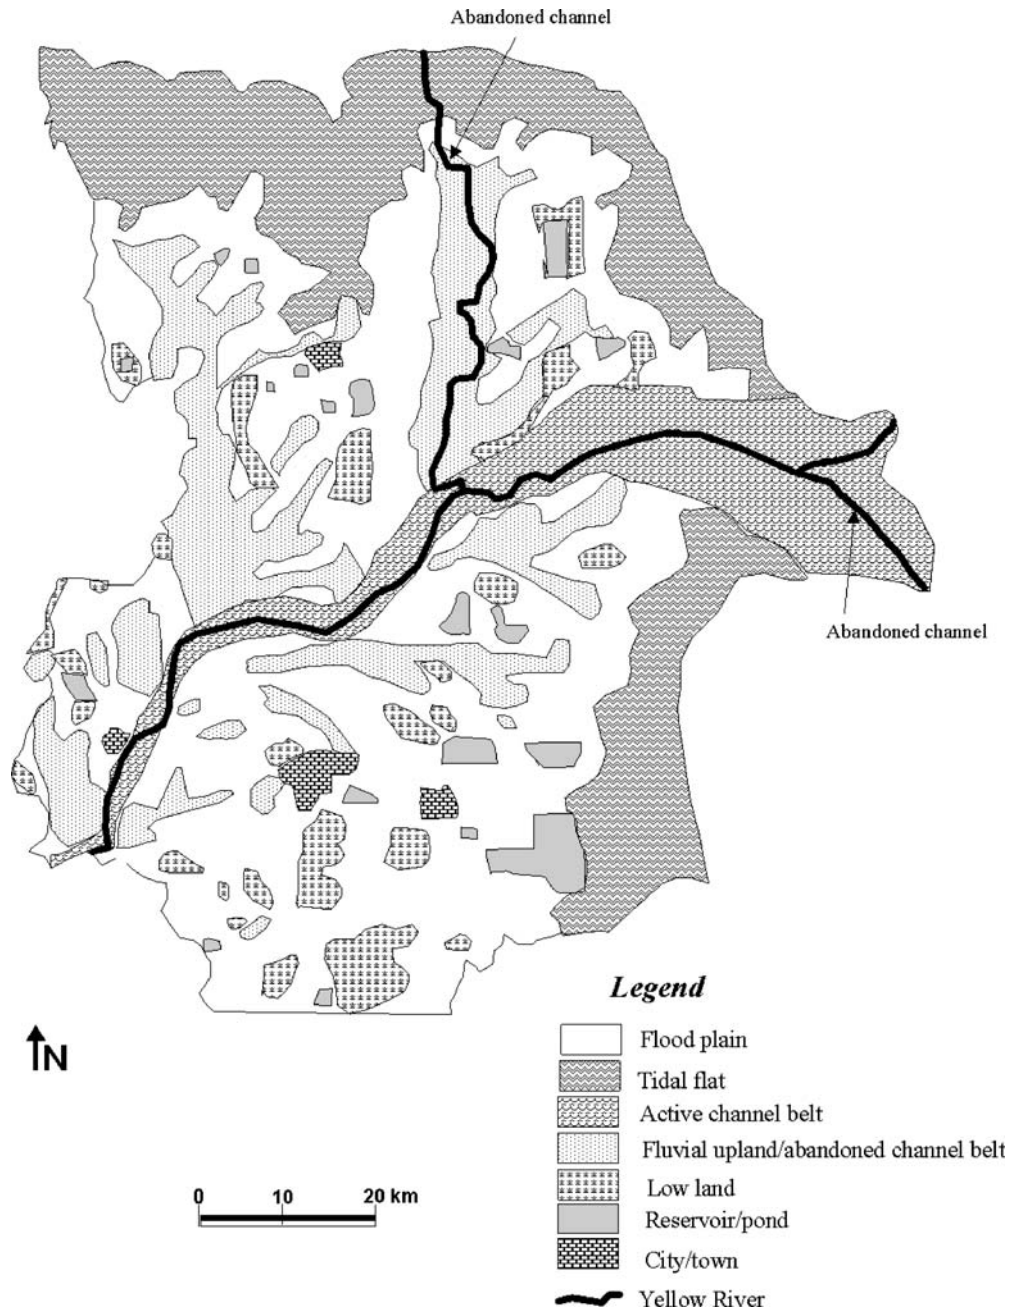 Abandoned channel
Abandoned channel
Legend
Flood plain
Tidal flat
Active channel belt
Fluvial upland/abandoned channel belt
Low land
Reservoir/pond
City/town
Yellow River
N
0 10 20 km